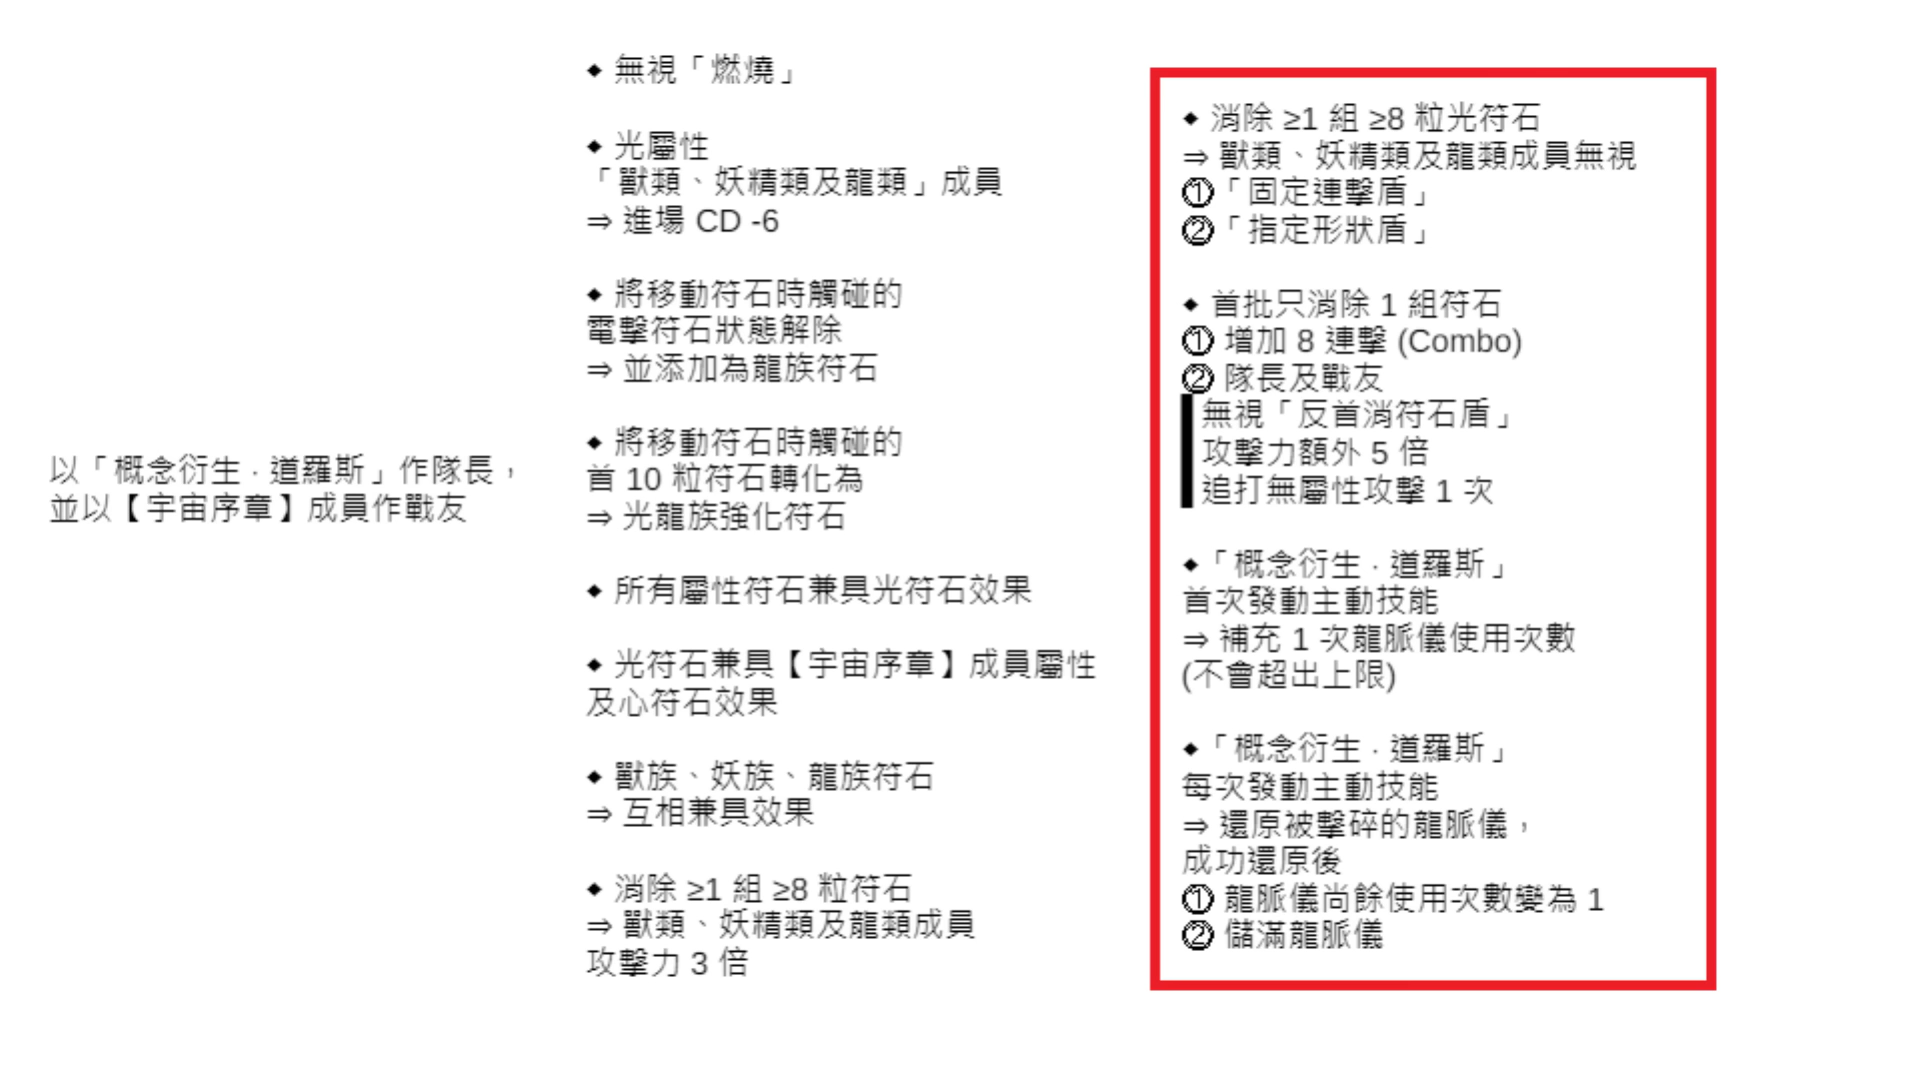 以「概念衍生 · 道羅斯」作隊長，
並以【宇宙序章】成員作戰友
◆ 無視「燃燒」
◆ 光屬性
「獸類、妖精類及龍類」成員
⇒ 進場 CD -6
◆ 將移動符石時觸碰的
電擊符石狀態解除
⇒ 並添加為龍族符石
◆ 將移動符石時觸碰的
首 10 粒符石轉化為
⇒ 光龍族強化符石
◆ 所有屬性符石兼具光符石效果
◆ 光符石兼具【宇宙序章】成員屬性
及心符石效果
◆ 獸族、妖族、龍族符石
⇒ 互相兼具效果
◆ 消除 ≥1 組 ≥8 粒符石
⇒ 獸類、妖精類及龍類成員
攻擊力 3 倍
◆ 消除 ≥1 組 ≥8 粒光符石
⇒ 獸類、妖精類及龍類成員無視
①「固定連擊盾」
②「指定形狀盾」
◆ 首批只消除 1 組符石
① 增加 8 連擊 (Combo)
② 隊長及戰友
無視「反首消符石盾」
攻擊力額外 5 倍
追打無屬性攻擊 1 次
◆「概念衍生 · 道羅斯」
首次發動主動技能
⇒ 補充 1 次龍脈儀使用次數
(不會超出上限)
◆「概念衍生 · 道羅斯」
每次發動主動技能
⇒ 還原被擊碎的龍脈儀，
成功還原後
① 龍脈儀尚餘使用次數變為 1
② 儲滿龍脈儀